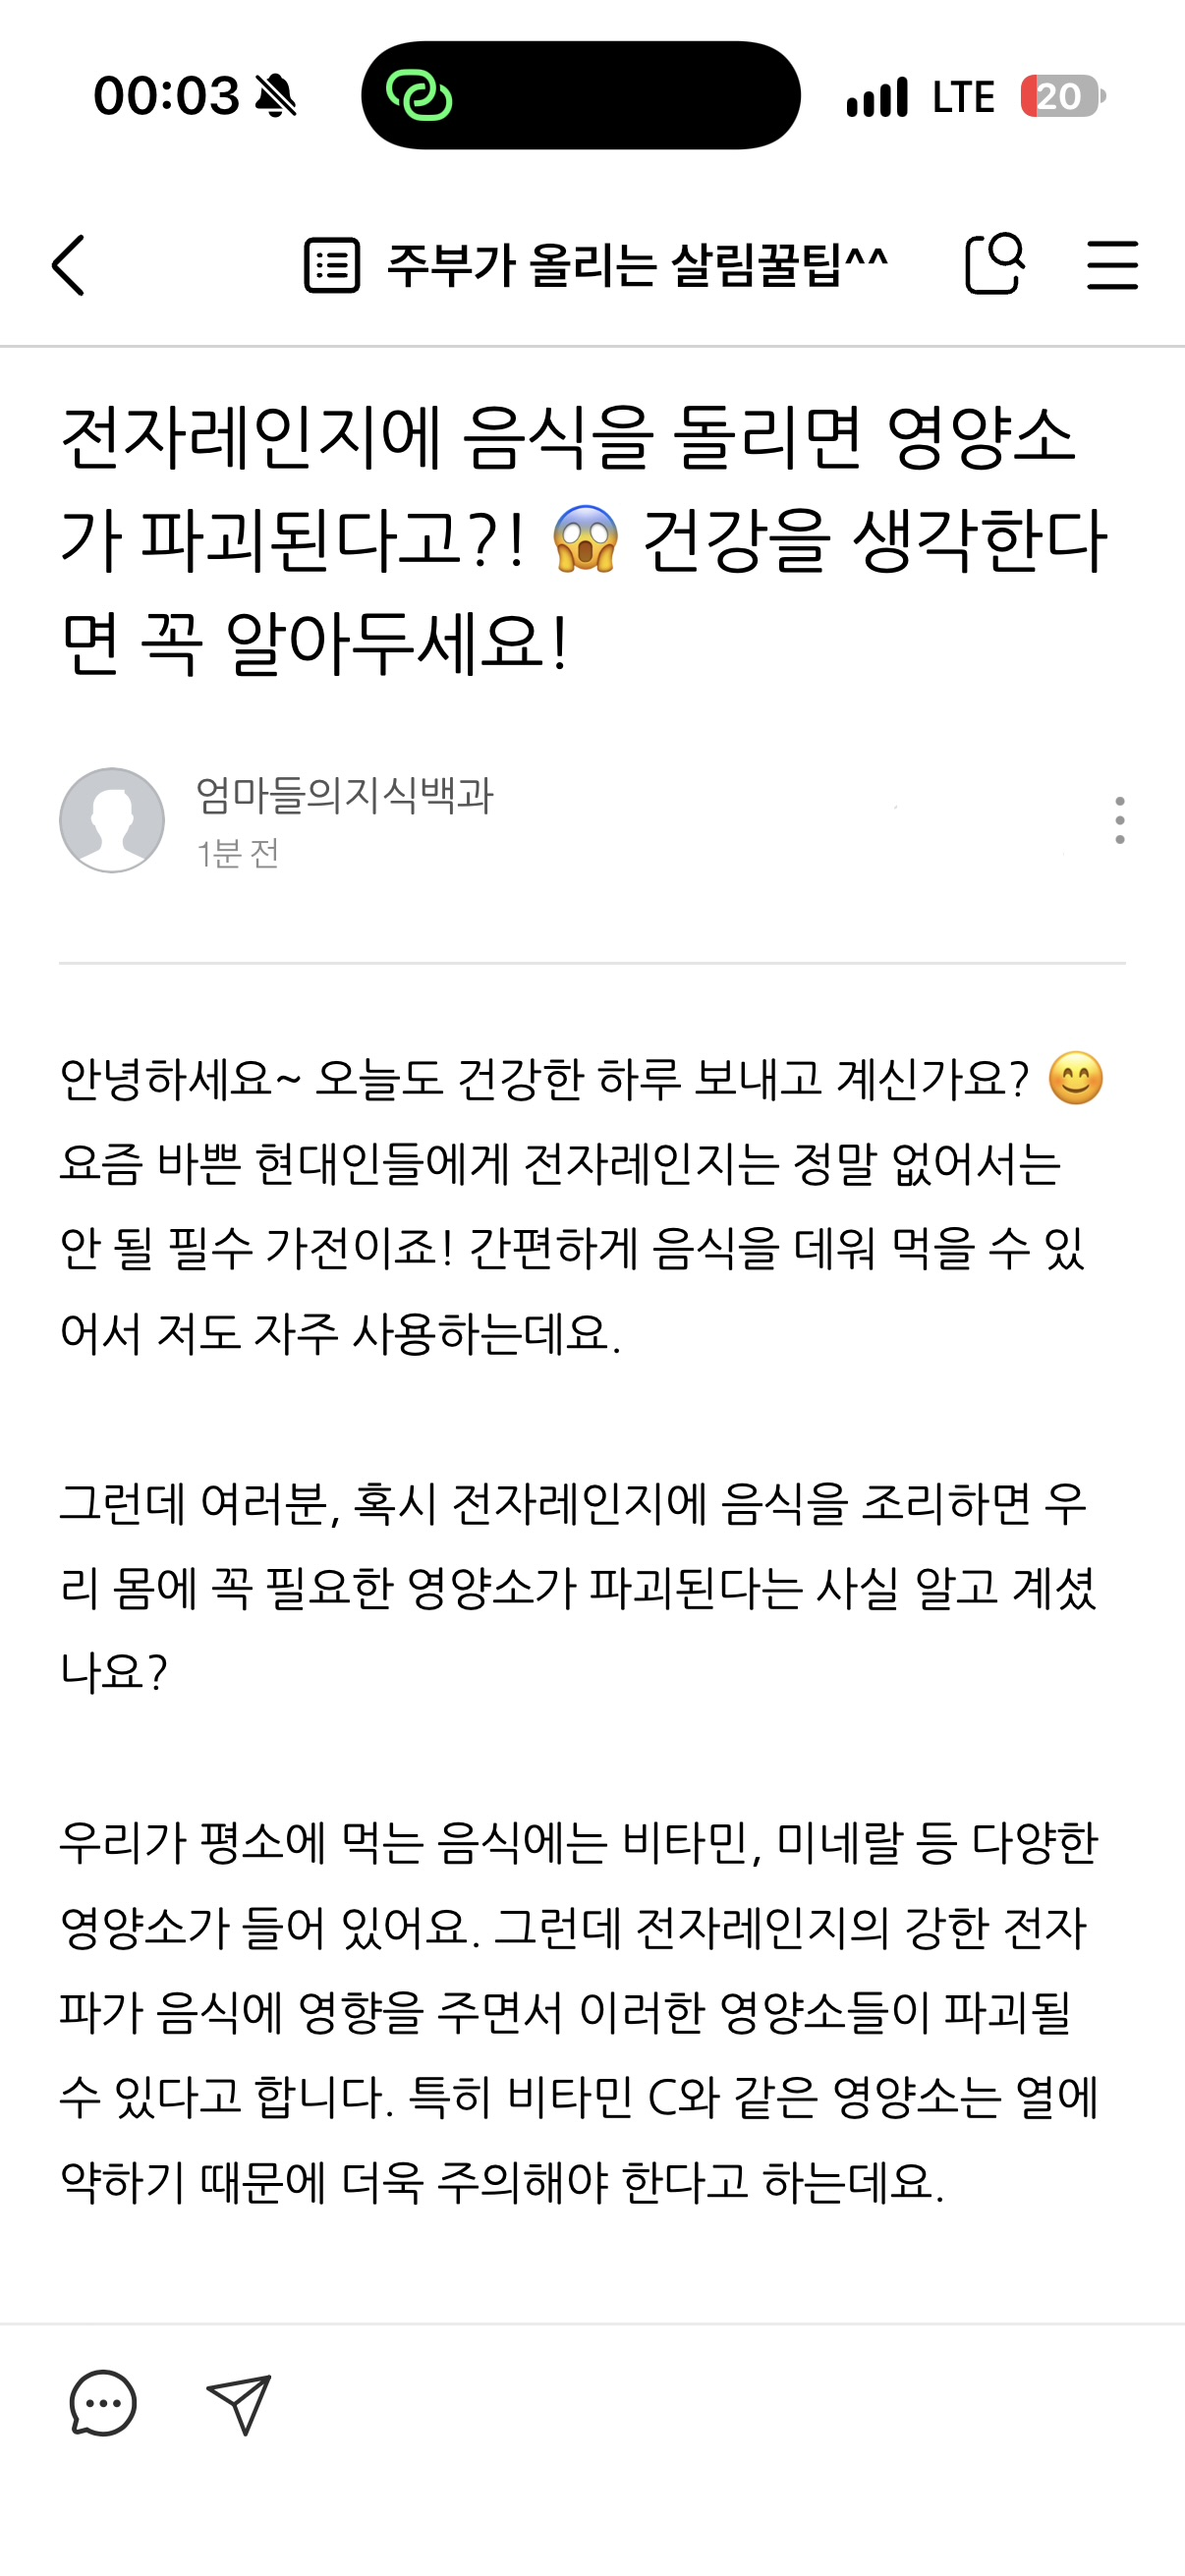 00:03
LTE
20
주부가 올리는 살림꿀팁^^
전자레인지에 음식을 돌리면 영양소
가 파괴된다고?! 😱 건강을 생각한다
면 꼭 알아두세요!
엄마들의지식백과
1분 전
안녕하세요~ 오늘도 건강한 하루 보내고 계신가요? 😊
요즘 바쁜 현대인들에게 전자레인지는 정말 없어서는
안 될 필수 가전이죠! 간편하게 음식을 데워 먹을 수 있
어서 저도 자주 사용하는데요.
그런데 여러분, 혹시 전자레인지에 음식을 조리하면 우
리 몸에 꼭 필요한 영양소가 파괴된다는 사실 알고 계셨
나요?
우리가 평소에 먹는 음식에는 비타민, 미네랄 등 다양한
영양소가 들어 있어요. 그런데 전자레인지의 강한 전자
파가 음식에 영향을 주면서 이러한 영양소들이 파괴될
수 있다고 합니다. 특히 비타민 C와 같은 영양소는 열에
약하기 때문에 더욱 주의해야 한다고 하는데요.